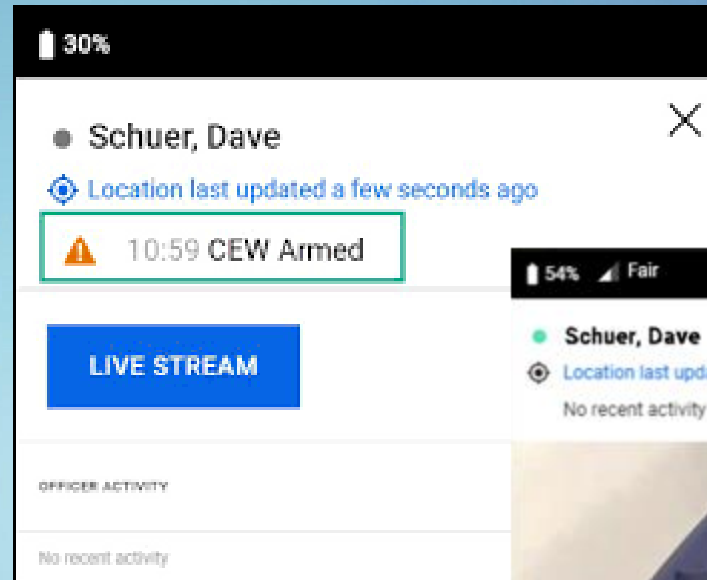 30%
Schuer, Dave
Location last updated a few seconds ago
10:59 CEW Armed
LIVE STREAM
OFFICER ACTIVITY
No recent activity
54% Fair
Schuer, Dave
Location last upd
No recent activity